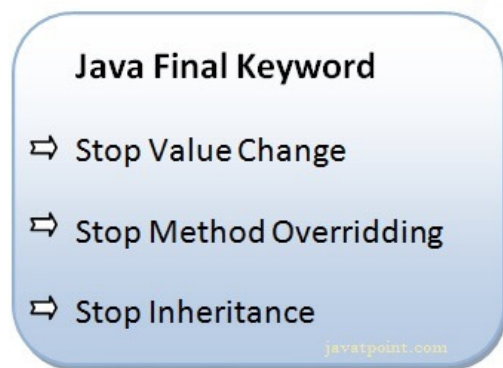 Java Final Keyword
⇨ Stop Value Change
⇨ Stop Method Overridding
⇨ Stop Inheritance
javatpoint.com